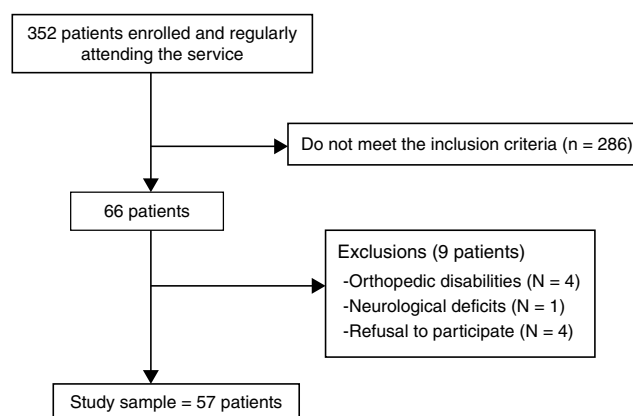 352 patients enrolled and regularly
attending the service
Do not meet the inclusion criteria (n = 286)
66 patients
Exclusions (9 patients)
-Orthopedic disabilities (N = 4)
-Neurological deficits (N = 1)
-Refusal to participate (N = 4)
Study sample = 57 patients